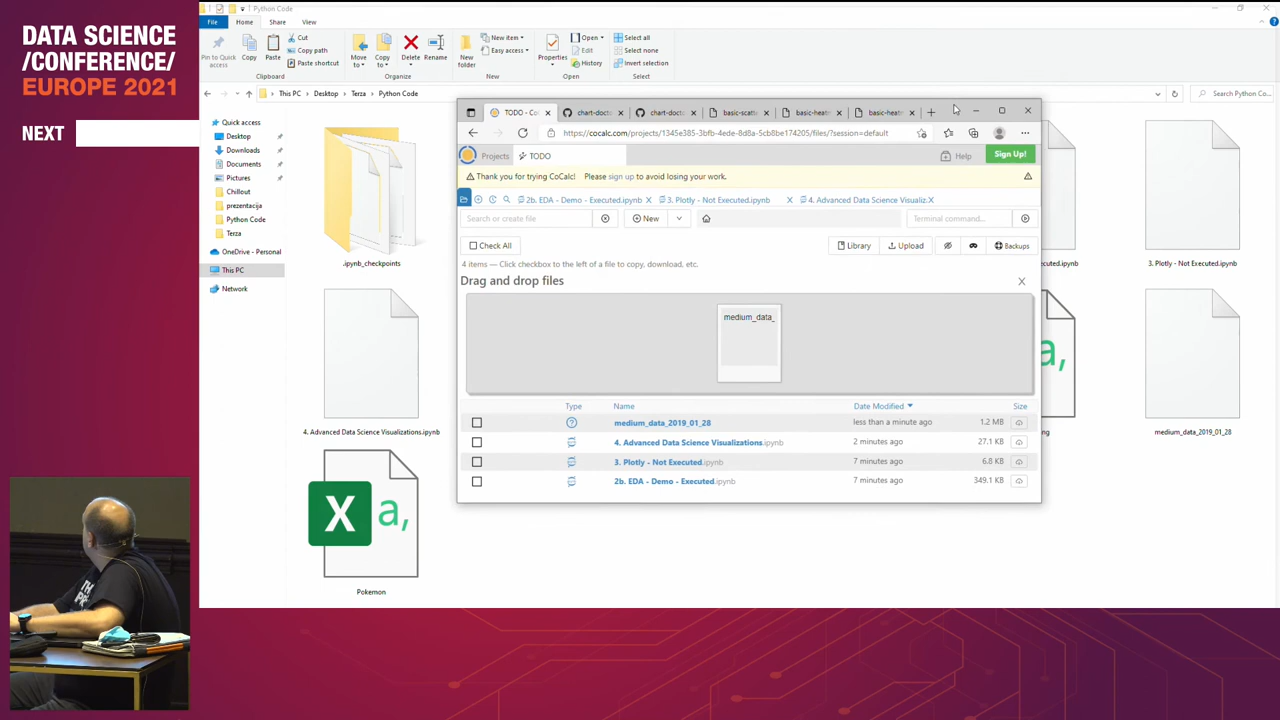 DATA SCIENCE
/CONFERENCE/
EUROPE 2021
NEXT
Python Code
File Home Share View
Pin to Quick access
Copy
Paste
Cut
Copy path
Paste shortcut
Clipboard
Move to
Copy to
Delete
Rename
Organize
New folder
New item
Easy access
New
Properties
Open
Edit
History
Open
Select all
Select none
Invert selection
Select
This PC > Desktop > Terza > Python Code
Search Python Co...
Quick access
Desktop
Downloads
Documents
Pictures
Chillout
prezentacija
Python Code
Terza
OneDrive - Personal
This PC
Network
.ipynb_checkpoints
3. Plotly - Not Executed.ipynb
4. Advanced Data Science Visualizations.ipynb
medium_data_2019_01_28
a,
Pokemon
TODO - Co
chart-doct
chart-doct
basic-scatt
basic-heat
basic-heat
https://cocalc.com/projects/1345e385-3bfb-4ede-8d8a-5cb8be174205/files/?session=default
Projects TODO Help Sign Up!
Thank you for trying CoCalc! Please sign up to avoid losing your work.
2b. EDA - Demo - Executed.ipynb X 3. Plotly - Not Executed.ipynb X 4. Advanced Data Science Visualiz. X
Search or create file New Terminal command...
Check All Library Upload Backups
4 items — Click checkbox to the left of a file to copy, download, etc.
Drag and drop files
medium_data_
Type Name Date Modified Size
medium_data_2019_01_28 less than a minute ago 1.2 MB
4. Advanced Data Science Visualizations.ipynb 2 minutes ago 27.1 KB
3. Plotly - Not Executed.ipynb 7 minutes ago 6.8 KB
2b. EDA - Demo - Executed.ipynb 7 minutes ago 349.1 KB